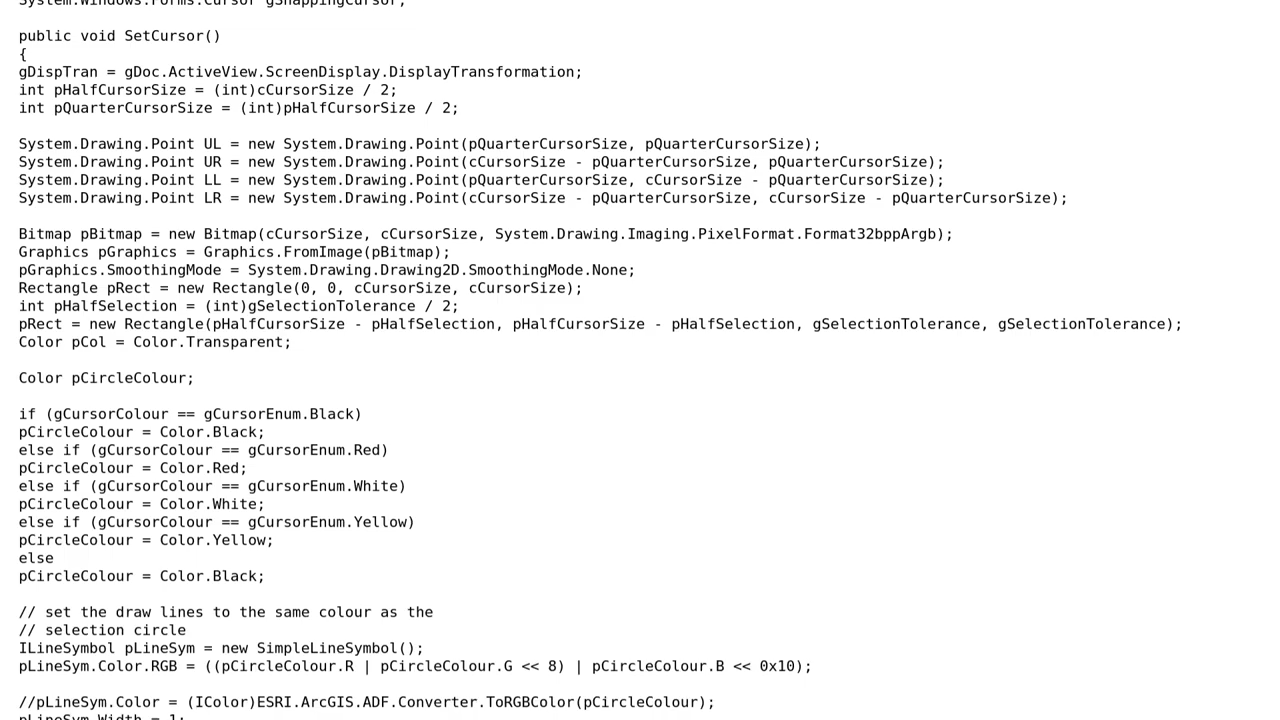 System.Windows.Forms.Cursor gSnappingCursor;
public void SetCursor()
{
gDispTran = gDoc.ActiveView.ScreenDisplay.DisplayTransformation;
int pHalfCursorSize = (int)cCursorSize / 2;
int pQuarterCursorSize = (int)pHalfCursorSize / 2;
System.Drawing.Point UL = new System.Drawing.Point(pQuarterCursorSize, pQuarterCursorSize);
System.Drawing.Point UR = new System.Drawing.Point(cCursorSize - pQuarterCursorSize, pQuarterCursorSize);
System.Drawing.Point LL = new System.Drawing.Point(pQuarterCursorSize, cCursorSize - pQuarterCursorSize);
System.Drawing.Point LR = new System.Drawing.Point(cCursorSize - pQuarterCursorSize, cCursorSize - pQuarterCursorSize);
Bitmap pBitmap = new Bitmap(cCursorSize, cCursorSize, System.Drawing.Imaging.PixelFormat.Format32bppArgb);
Graphics pGraphics = Graphics.FromImage(pBitmap);
pGraphics.SmoothingMode = System.Drawing.Drawing2D.SmoothingMode.None;
Rectangle pRect = new Rectangle(0, 0, cCursorSize, cCursorSize);
int pHalfSelection = (int)gSelectionTolerance / 2;
pRect = new Rectangle(pHalfCursorSize - pHalfSelection, pHalfCursorSize - pHalfSelection, gSelectionTolerance, gSelectionTolerance);
Color pCol = Color.Transparent;
Color pCircleColour;
if (gCursorColour == gCursorEnum.Black)
pCircleColour = Color.Black;
else if (gCursorColour == gCursorEnum.Red)
pCircleColour = Color.Red;
else if (gCursorColour == gCursorEnum.White)
pCircleColour = Color.White;
else if (gCursorColour == gCursorEnum.Yellow)
pCircleColour = Color.Yellow;
else
pCircleColour = Color.Black;
// set the draw lines to the same colour as the
// selection circle
ILineSymbol pLineSym = new SimpleLineSymbol();
pLineSym.Color.RGB = ((pCircleColour.R | pCircleColour.G << 8) | pCircleColour.B << 0x10);
//pLineSym.Color = (IColor)ESRI.ArcGIS.ADF.Converter.ToRGBColor(pCircleColour);
pLineSym.Width = 1;